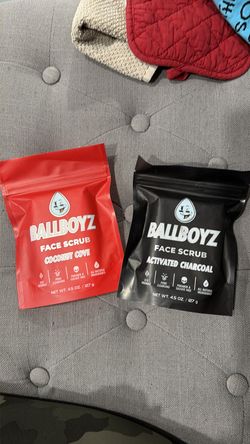 BALLBOYZ
FACE SCRUB
COCONUT COVE
NET WT. 4.5 OZ. / 127 g
BALLBOYZ
FACE SCRUB
ACTIVATED CHARCOAL
NET WT. 4.5 OZ. / 127 g